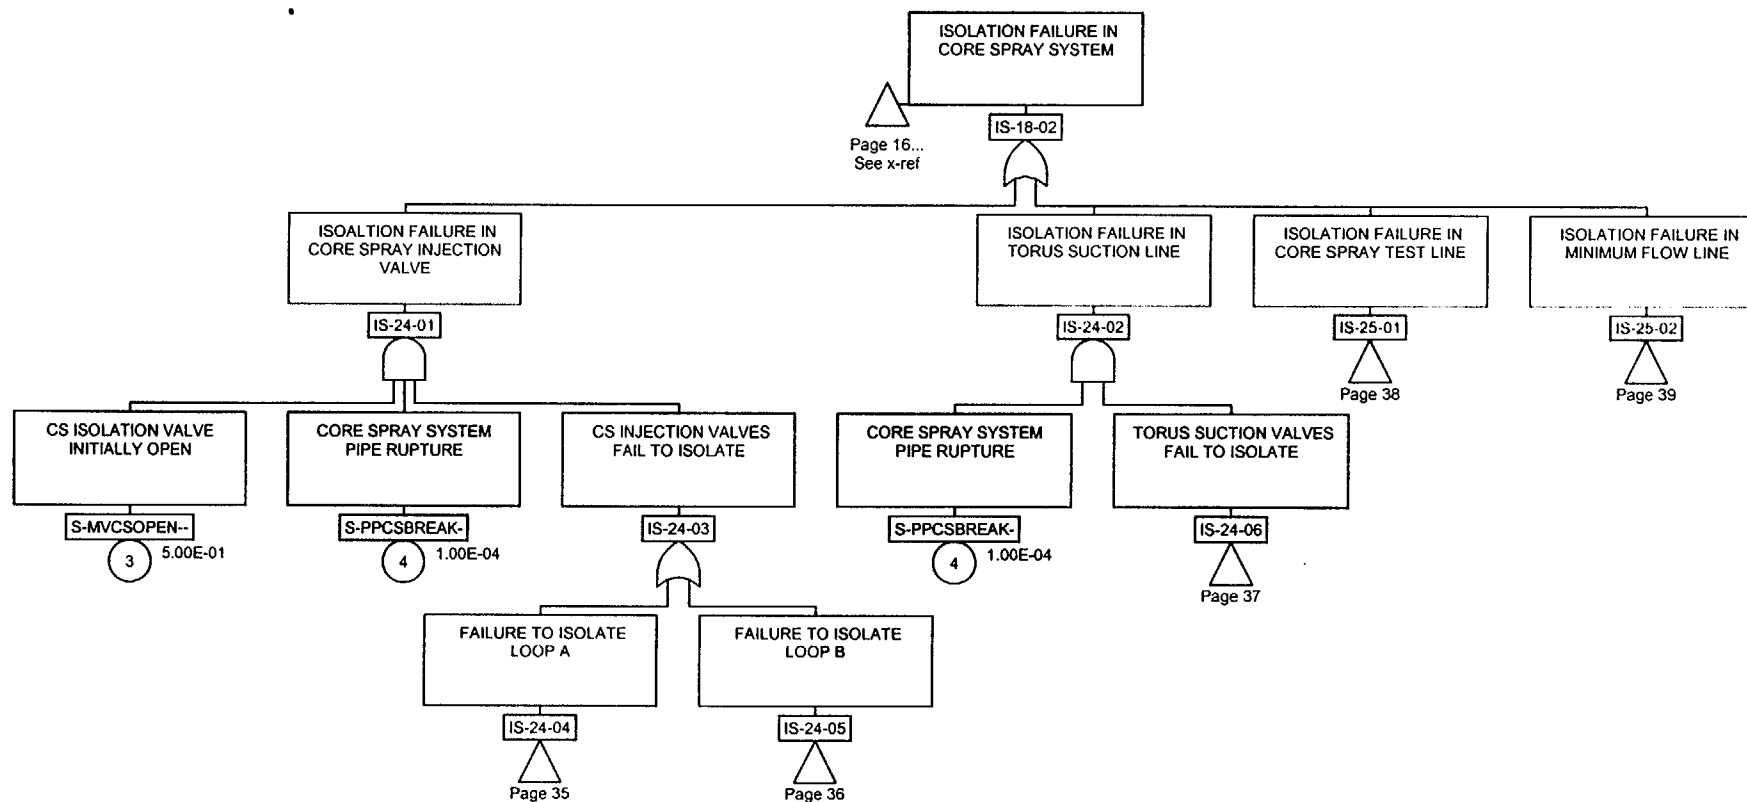 ISOLATION FAILURE IN
CORE SPRAY SYSTEM
Page 16...
See x-ref
IS-18-02
ISOALTION FAILURE IN
CORE SPRAY INJECTION
VALVE
IS-24-01
ISOLATION FAILURE IN
TORUS SUCTION LINE
IS-24-02
ISOLATION FAILURE IN
CORE SPRAY TEST LINE
IS-25-01
Page 38
ISOLATION FAILURE IN
MINIMUM FLOW LINE
IS-25-02
Page 39
CS ISOLATION VALVE
INITIALLY OPEN
S-MVCSOPEN--
3
5.00E-01
CORE SPRAY SYSTEM
PIPE RUPTURE
S-PPCSBREAK-
4
1.00E-04
CS INJECTION VALVES
FAIL TO ISOLATE
IS-24-03
CORE SPRAY SYSTEM
PIPE RUPTURE
S-PPCSBREAK-
4
1.00E-04
TORUS SUCTION VALVES
FAIL TO ISOLATE
IS-24-06
Page 37
FAILURE TO ISOLATE
LOOP A
IS-24-04
Page 35
FAILURE TO ISOLATE
LOOP B
IS-24-05
Page 36